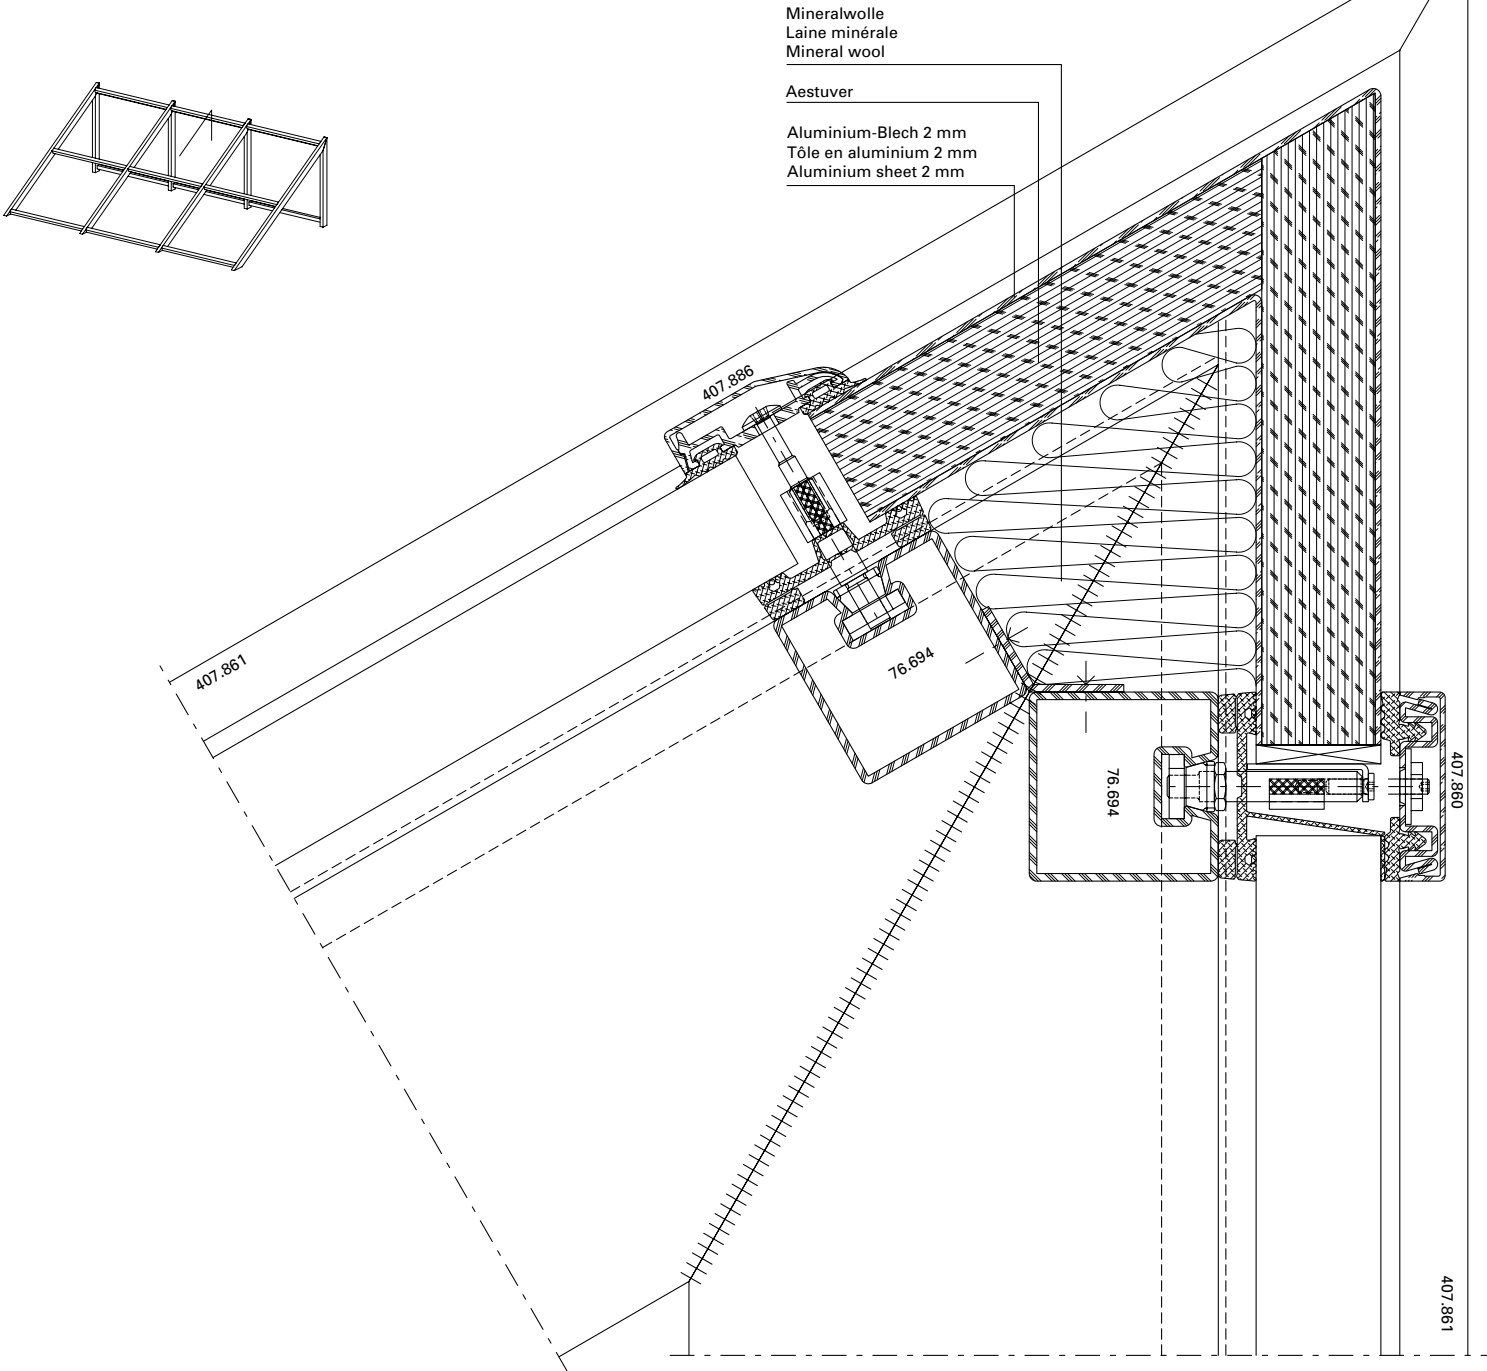 Mineralwolle
Laine minérale
Mineral wool
Aestuver
Aluminium-Blech 2 mm
Tôle en aluminium 2 mm
Aluminium sheet 2 mm
407.886
407.861
76.694
76.694
407.860
407.861